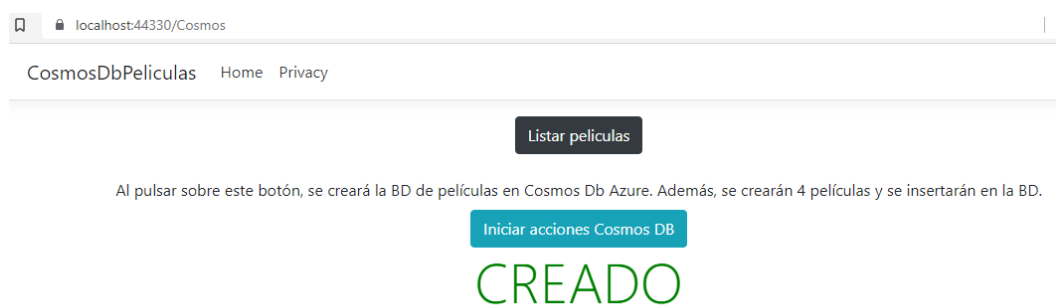 localhost:44330/Cosmos
CosmosDbPeliculas Home Privacy
Listar peliculas
Al pulsar sobre este botón, se creará la BD de películas en Cosmos Db Azure. Además, se crearán 4 películas y se insertarán en la BD.
Iniciar acciones Cosmos DB
CREADO